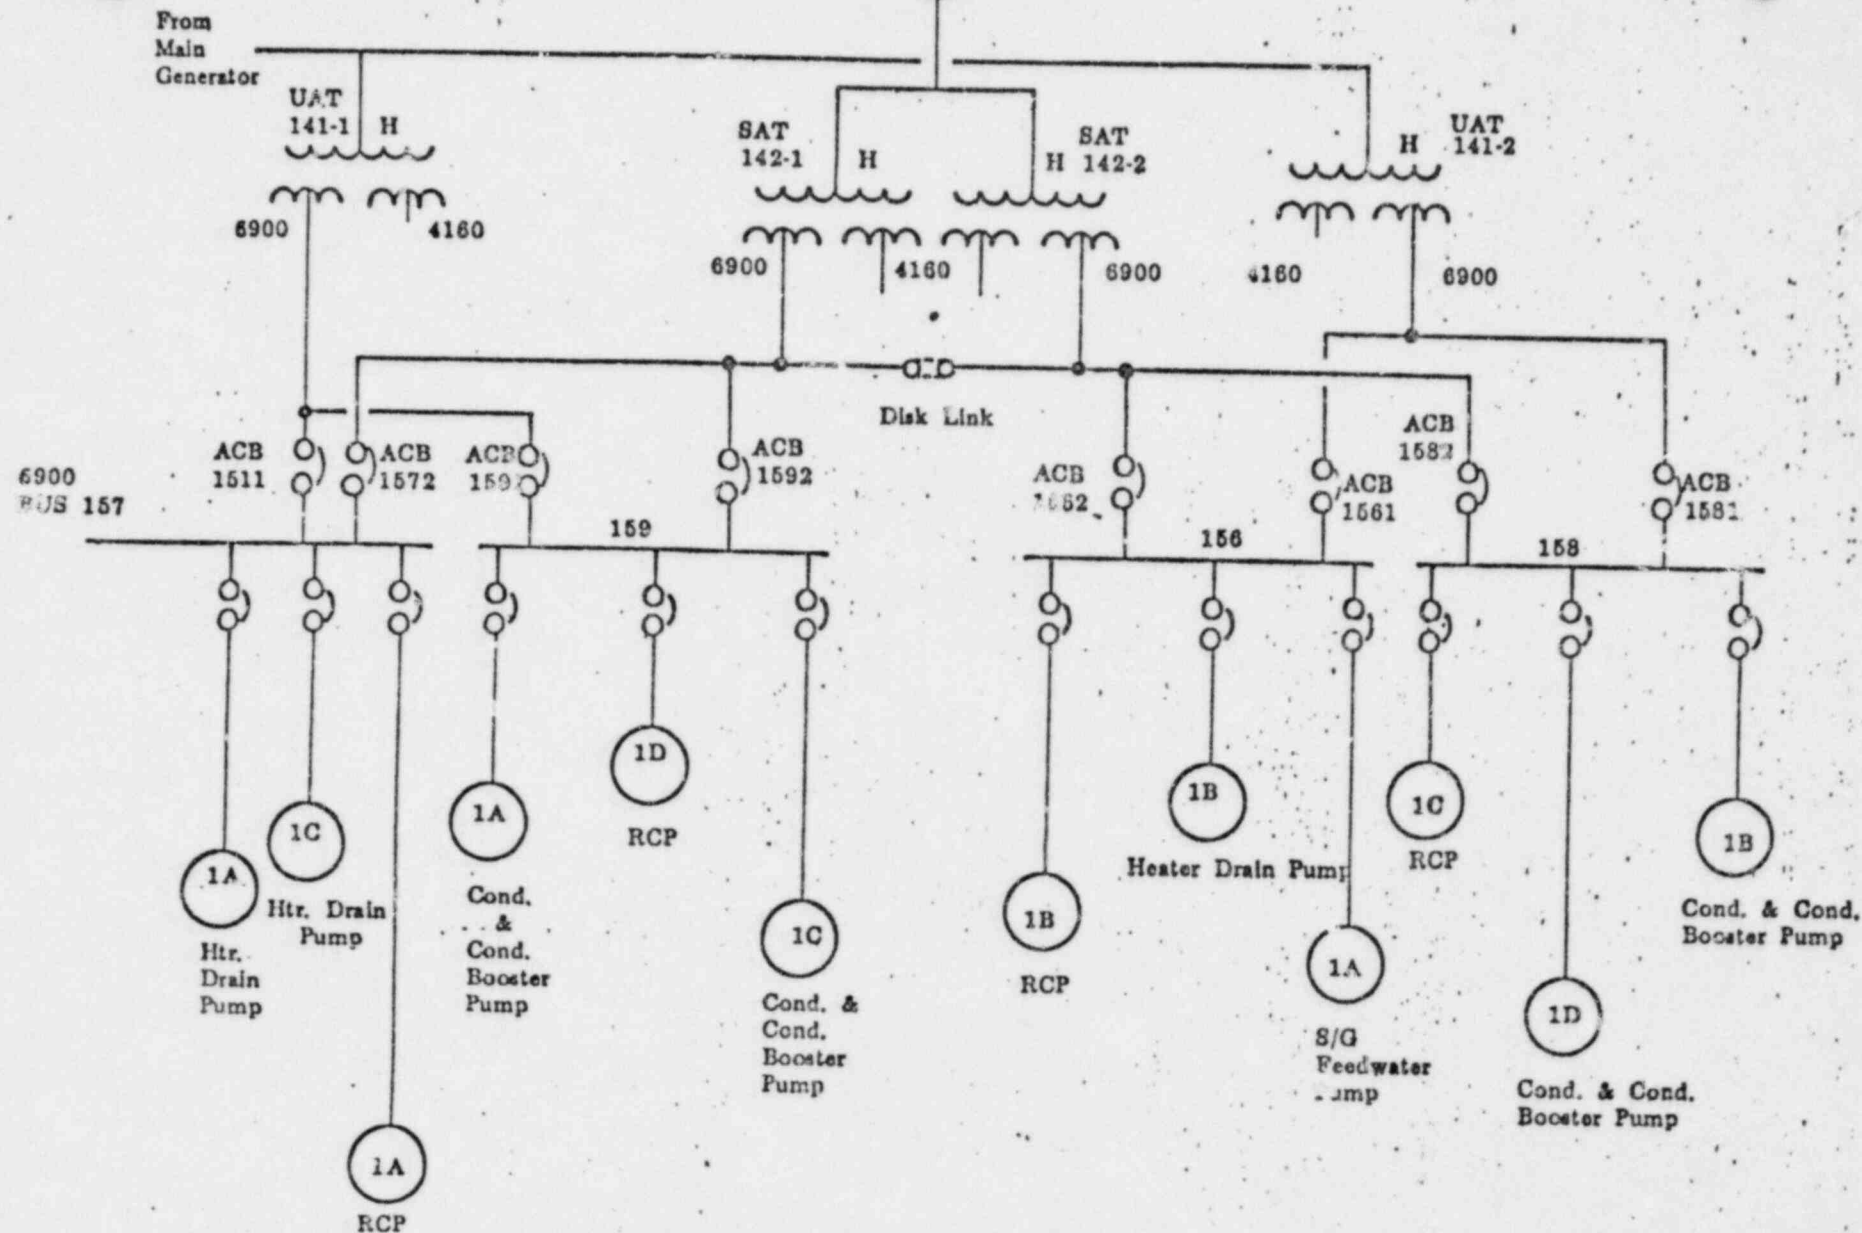 From
Main
Generator
UAT
141-1 H
SAT
142-1 H
SAT
H 142-2
UAT
H 141-2
6900
4160
6900
4160
6900
4160
6900
Disk Link
6900
BUS 157
ACB
1511
ACB
1572
ACB
ACB
1592
ACB
ACB
1561
ACB
1582
ACB
1581
159
156
158
1A
Htr.
Drain
Pump
1C
Htr. Drain
Pump
1A
RCP
1A
Cond.
&
Cond.
Booster
Pump
1D
RCP
1C
Cond. &
Cond.
Booster
Pump
1B
RCP
1B
Heater Drain Pump
1A
S/G
Feedwater
1C
RCP
1D
Cond. & Cond.
Booster Pump
1B
Cond. & Cond.
Booster Pump